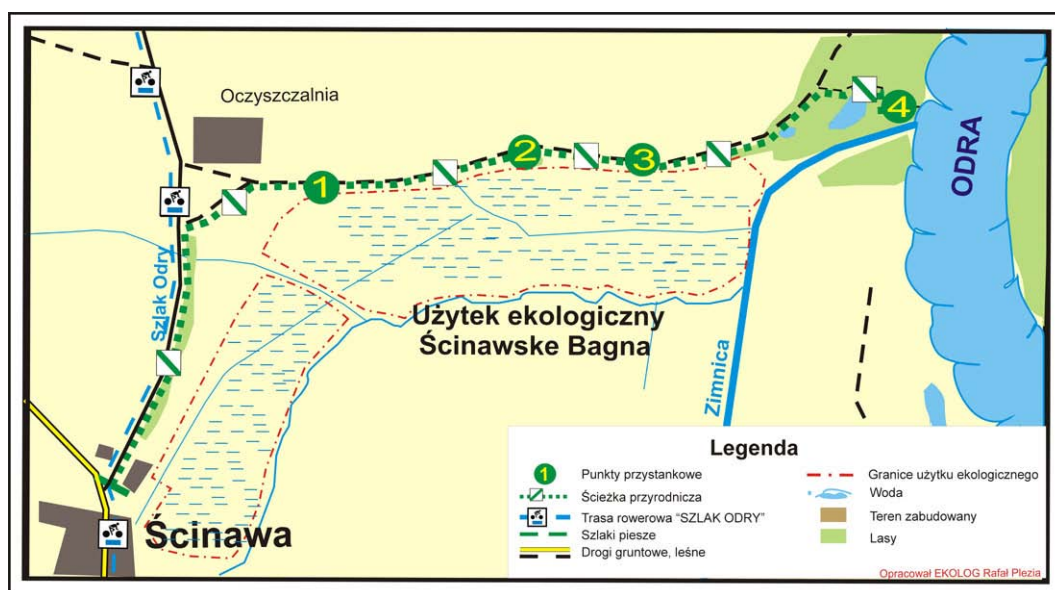 Oczyszczalnia
1
2
3
4
ODRA
Szlak Odry
Użytek ekologiczny
Ścinawske Bagna
Zimnica
Ścinawa
Legenda
1 Punkty przystankowe
Ścieżka przyrodnicza
Trasa rowerowa "SZLAK ODRY"
Szlaki piesze
Drogi gruntowe, leśne
Granice użytku ekologicznego
Woda
Teren zabudowany
Lasy
Opracował EKOLOG Rafał Plezia